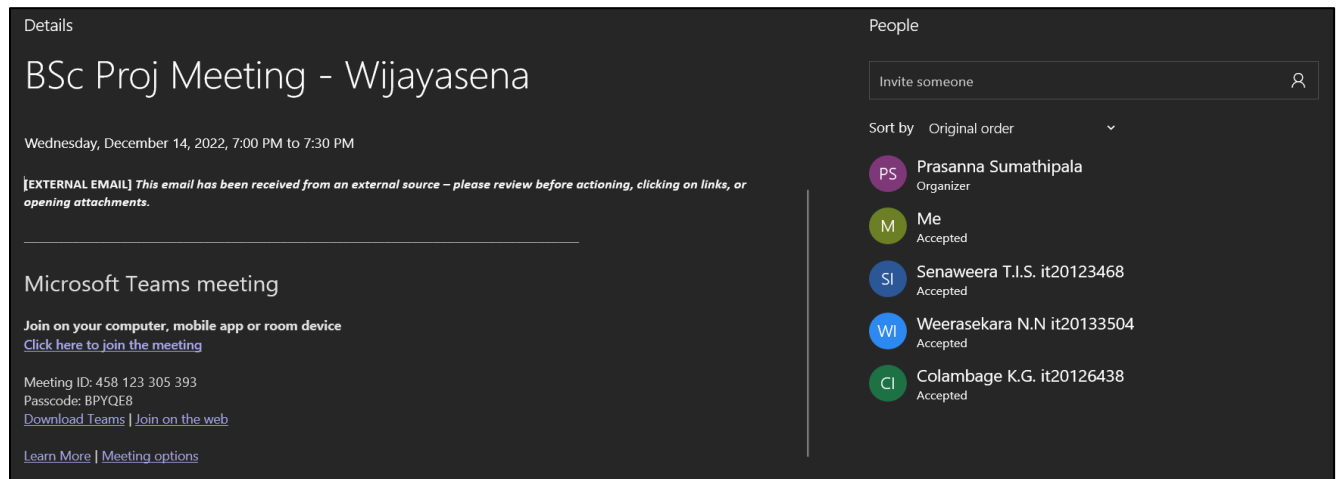 Details
BSc Proj Meeting - Wijayasena
Wednesday, December 14, 2022, 7:00 PM to 7:30 PM
[EXTERNAL EMAIL] This email has been received from an external source – please review before actioning, clicking on links, or
opening attachments.
Microsoft Teams meeting
Join on your computer, mobile app or room device
Click here to join the meeting
Meeting ID: 458 123 305 393
Passcode: BPYQE8
Download Teams | Join on the web
Learn More | Meeting options
People
Invite someone
Sort by Original order
PS Prasanna Sumathipala
Organizer
M Me
Accepted
SI Senaweera T.I.S. it20123468
Accepted
WI Weerasekara N.N it20133504
Accepted
CI Colambage K.G. it20126438
Accepted